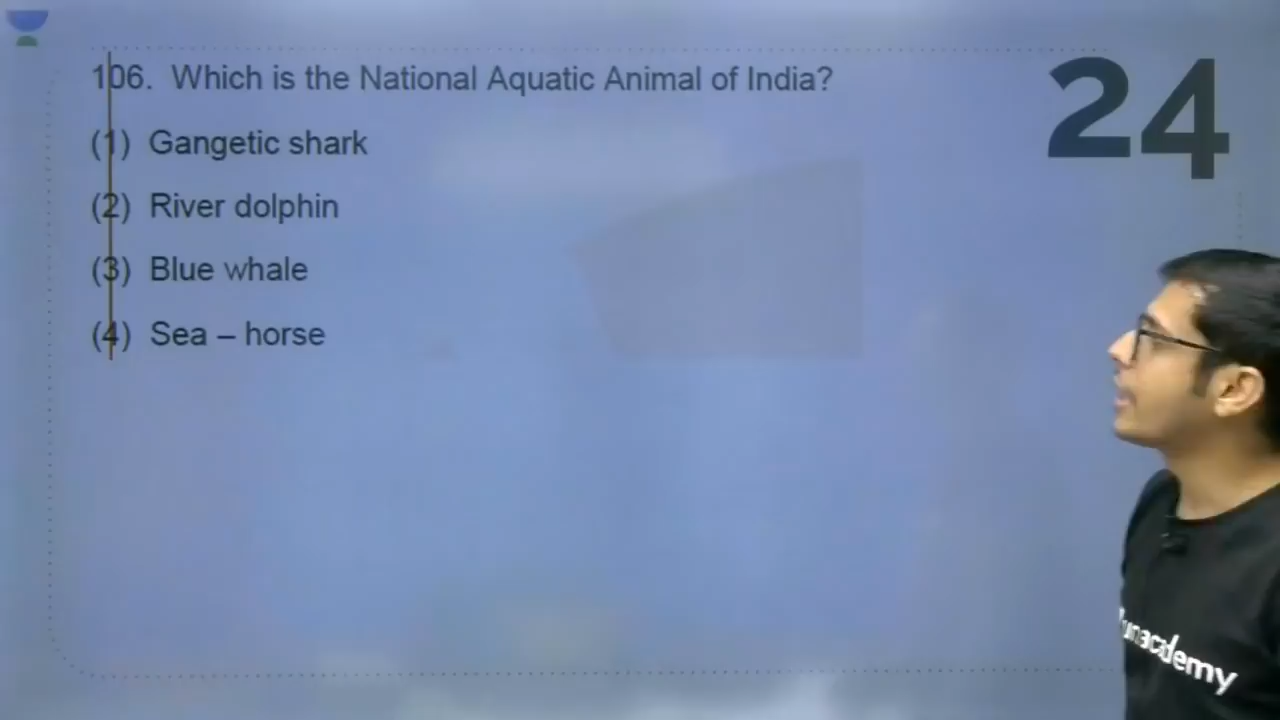 106. Which is the National Aquatic Animal of India?
(1) Gangetic shark
(2) River dolphin
(3) Blue whale
(4) Sea – horse
24
unacademy